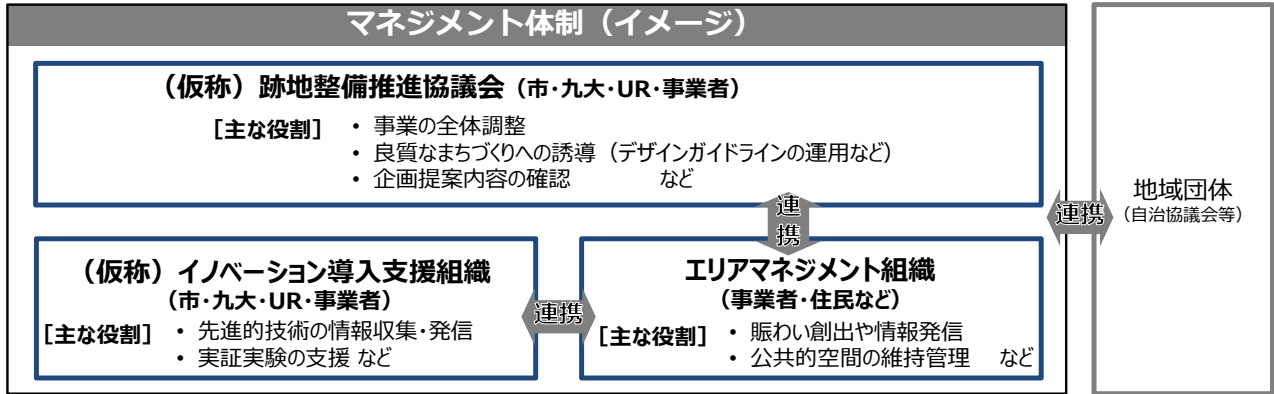 マネジメント体制（イメージ）
（仮称）跡地整備推進協議会（市・九大・UR・事業者）
［主な役割］ • 事業の全体調整
• 良質なまちづくりへの誘導（デザインガイドラインの運用など）
• 企画提案内容の確認 など
連携
（仮称）イノベーション導入支援組織
（市・九大・UR・事業者）
［主な役割］ • 先進的技術の情報収集・発信
• 実証実験の支援 など
連携
エリアマネジメント組織
（事業者・住民など）
［主な役割］ • 賑わい創出や情報発信
• 公共的空間の維持管理 など
連携
地域団体
（自治協議会等）